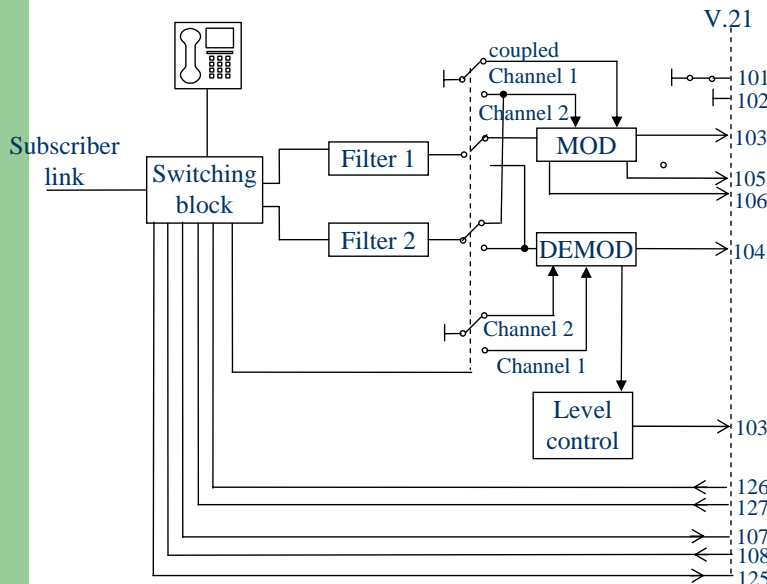 V.21
coupled
Channel 1
101
102
Channel 2
103
Subscriber
link
Switching
block
Filter 1
MOD
105
106
Filter 2
DEMOD
104
Channel 2
Channel 1
Level
control
103
126
127
107
108
125